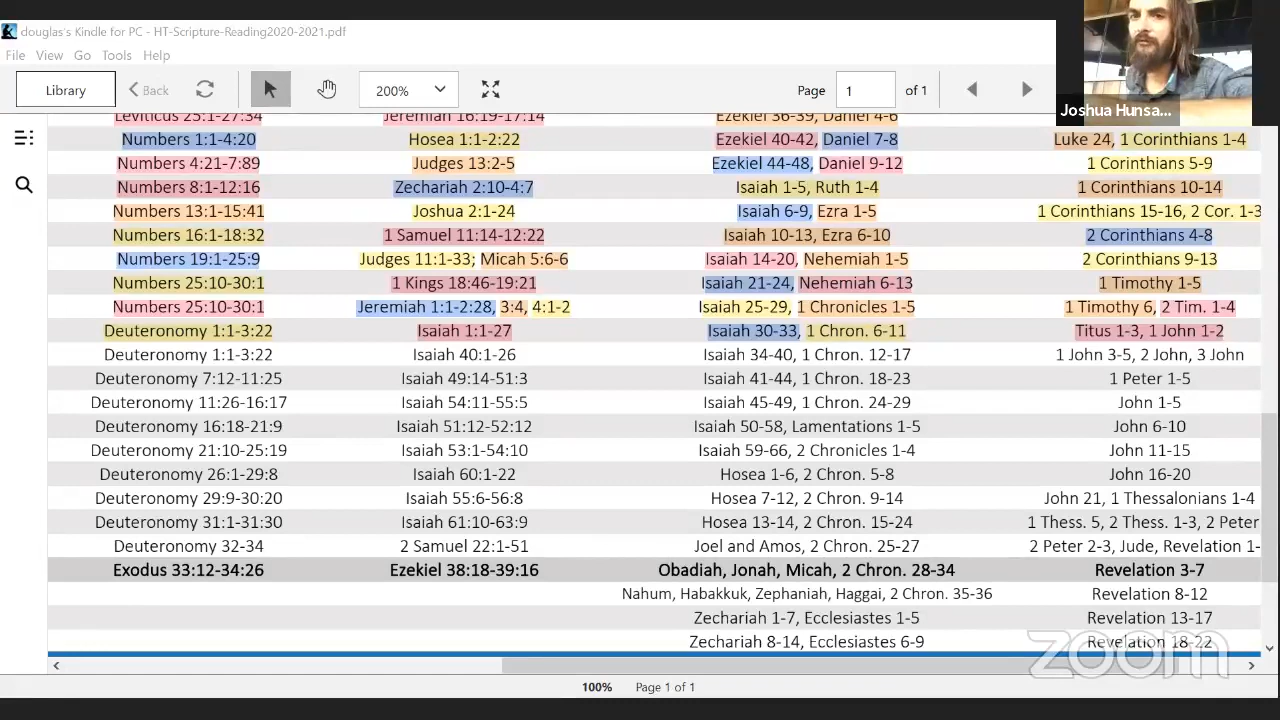 douglas's Kindle for PC - HT-Scripture-Reading2020-2021.pdf
File View Go Tools Help
Library Back 200% Page 1 of 1
Joshua Hunsa...
Leviticus 25:1-27:34 Jeremiah 16:19-17:14 Ezekiel 36-39, Daniel 4-6
Numbers 1:1-4:20 Hosea 1:1-2:22 Ezekiel 40-42, Daniel 7-8 Luke 24, 1 Corinthians 1-4
Numbers 4:21-7:89 Judges 13:2-5 Ezekiel 44-48, Daniel 9-12 1 Corinthians 5-9
Numbers 8:1-12:16 Zechariah 2:10-4:7 Isaiah 1-5, Ruth 1-4 1 Corinthians 10-14
Numbers 13:1-15:41 Joshua 2:1-24 Isaiah 6-9, Ezra 1-5 1 Corinthians 15-16, 2 Cor. 1-3
Numbers 16:1-18:32 1 Samuel 11:14-12:22 Isaiah 10-13, Ezra 6-10 2 Corinthians 4-8
Numbers 19:1-25:9 Judges 11:1-33; Micah 5:6-6 Isaiah 14-20, Nehemiah 1-5 2 Corinthians 9-13
Numbers 25:10-30:1 1 Kings 18:46-19:21 Isaiah 21-24, Nehemiah 6-13 1 Timothy 1-5
Numbers 25:10-30:1 Jeremiah 1:1-2:28, 3:4, 4:1-2 Isaiah 25-29, 1 Chronicles 1-5 1 Timothy 6, 2 Tim. 1-4
Deuteronomy 1:1-3:22 Isaiah 1:1-27 Isaiah 30-33, 1 Chron. 6-11 Titus 1-3, 1 John 1-2
Deuteronomy 1:1-3:22 Isaiah 40:1-26 Isaiah 34-40, 1 Chron. 12-17 1 John 3-5, 2 John, 3 John
Deuteronomy 7:12-11:25 Isaiah 49:14-51:3 Isaiah 41-44, 1 Chron. 18-23 1 Peter 1-5
Deuteronomy 11:26-16:17 Isaiah 54:11-55:5 Isaiah 45-49, 1 Chron. 24-29 John 1-5
Deuteronomy 16:18-21:9 Isaiah 51:12-52:12 Isaiah 50-58, Lamentations 1-5 John 6-10
Deuteronomy 21:10-25:19 Isaiah 53:1-54:10 Isaiah 59-66, 2 Chronicles 1-4 John 11-15
Deuteronomy 26:1-29:8 Isaiah 60:1-22 Hosea 1-6, 2 Chron. 5-8 John 16-20
Deuteronomy 29:9-30:20 Isaiah 55:6-56:8 Hosea 7-12, 2 Chron. 9-14 John 21, 1 Thessalonians 1-4
Deuteronomy 31:1-31:30 Isaiah 61:10-63:9 Hosea 13-14, 2 Chron. 15-24 1 Thess. 5, 2 Thess. 1-3, 2 Peter
Deuteronomy 32-34 2 Samuel 22:1-51 Joel and Amos, 2 Chron. 25-27 2 Peter 2-3, Jude, Revelation 1-
Exodus 33:12-34:26 Ezekiel 38:18-39:16 Obadiah, Jonah, Micah, 2 Chron. 28-34 Revelation 3-7
Nahum, Habakkuk, Zephaniah, Haggai, 2 Chron. 35-36 Revelation 8-12
Zechariah 1-7, Ecclesiastes 1-5 Revelation 13-17
Zechariah 8-14, Ecclesiastes 6-9 Revelation 18-22
zoom
100% Page 1 of 1